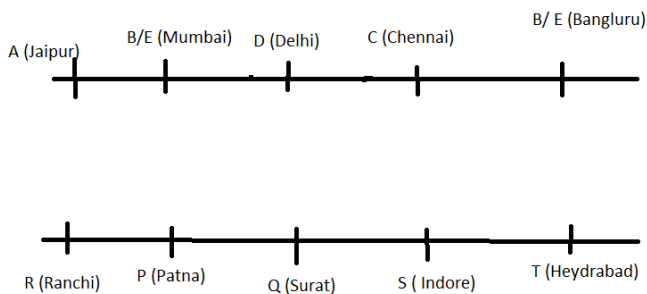 A (Jaipur)
B/E (Mumbai)
D (Delhi)
C (Chennai)
B/ E (Bangluru)
R (Ranchi)
P (Patna)
Q (Surat)
S ( Indore)
T (Heydrabad)